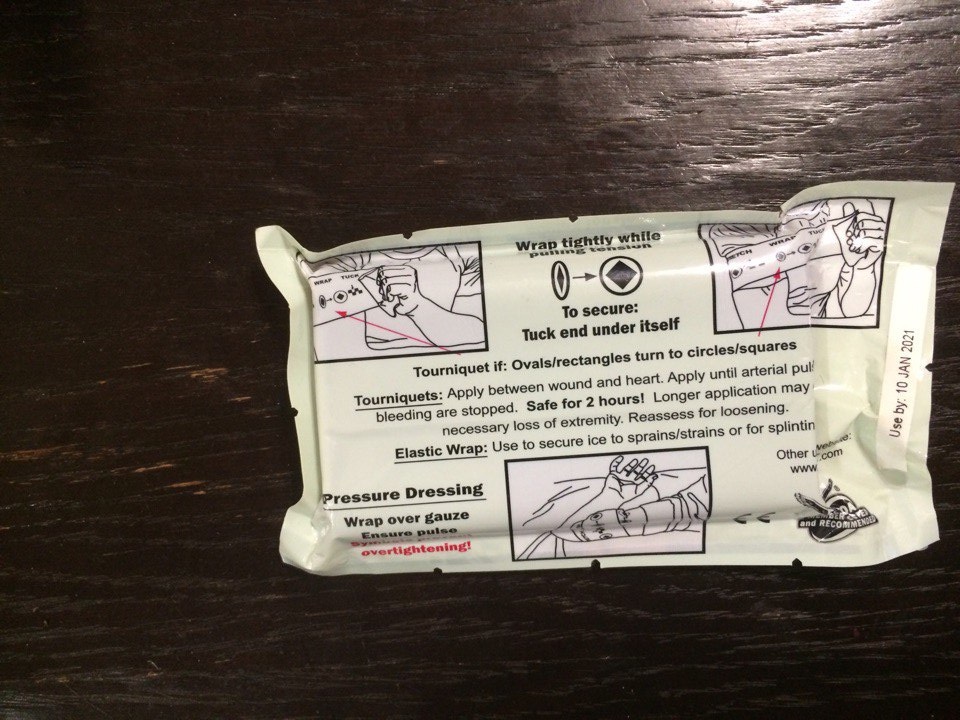 WRAP TUCK
Wrap tightly while
pulling tension
ETCH WRAP TUC
To secure:
Tuck end under itself
Tourniquet if: Ovals/rectangles turn to circles/squares
Tourniquets: Apply between wound and heart. Apply until arterial pul
bleeding are stopped. Safe for 2 hours! Longer application may
necessary loss of extremity. Reassess for loosening.
Elastic Wrap: Use to secure ice to sprains/strains or for splintin
Other u
www. .com
Pressure Dressing
Wrap over gauze
Ensure pulse
overtightening!
and RECOMMENDED
Use by: 10 JAN 2021